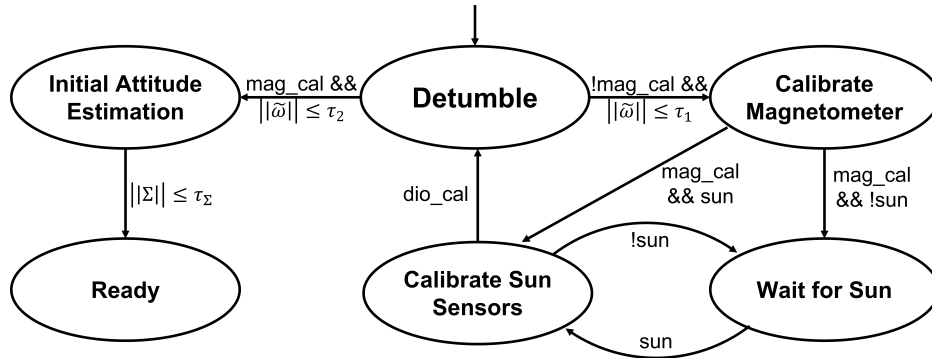 Initial Attitude
Estimation
mag_cal &&
||ω̃|| ≤ τ₂
Detumble
!mag_cal &&
||ω̃|| ≤ τ₁
Calibrate
Magnetometer
||Σ|| ≤ τ_Σ
dio_cal
mag_cal
&& sun
mag_cal
&& !sun
!sun
Ready
Calibrate Sun
Sensors
Wait for Sun
sun